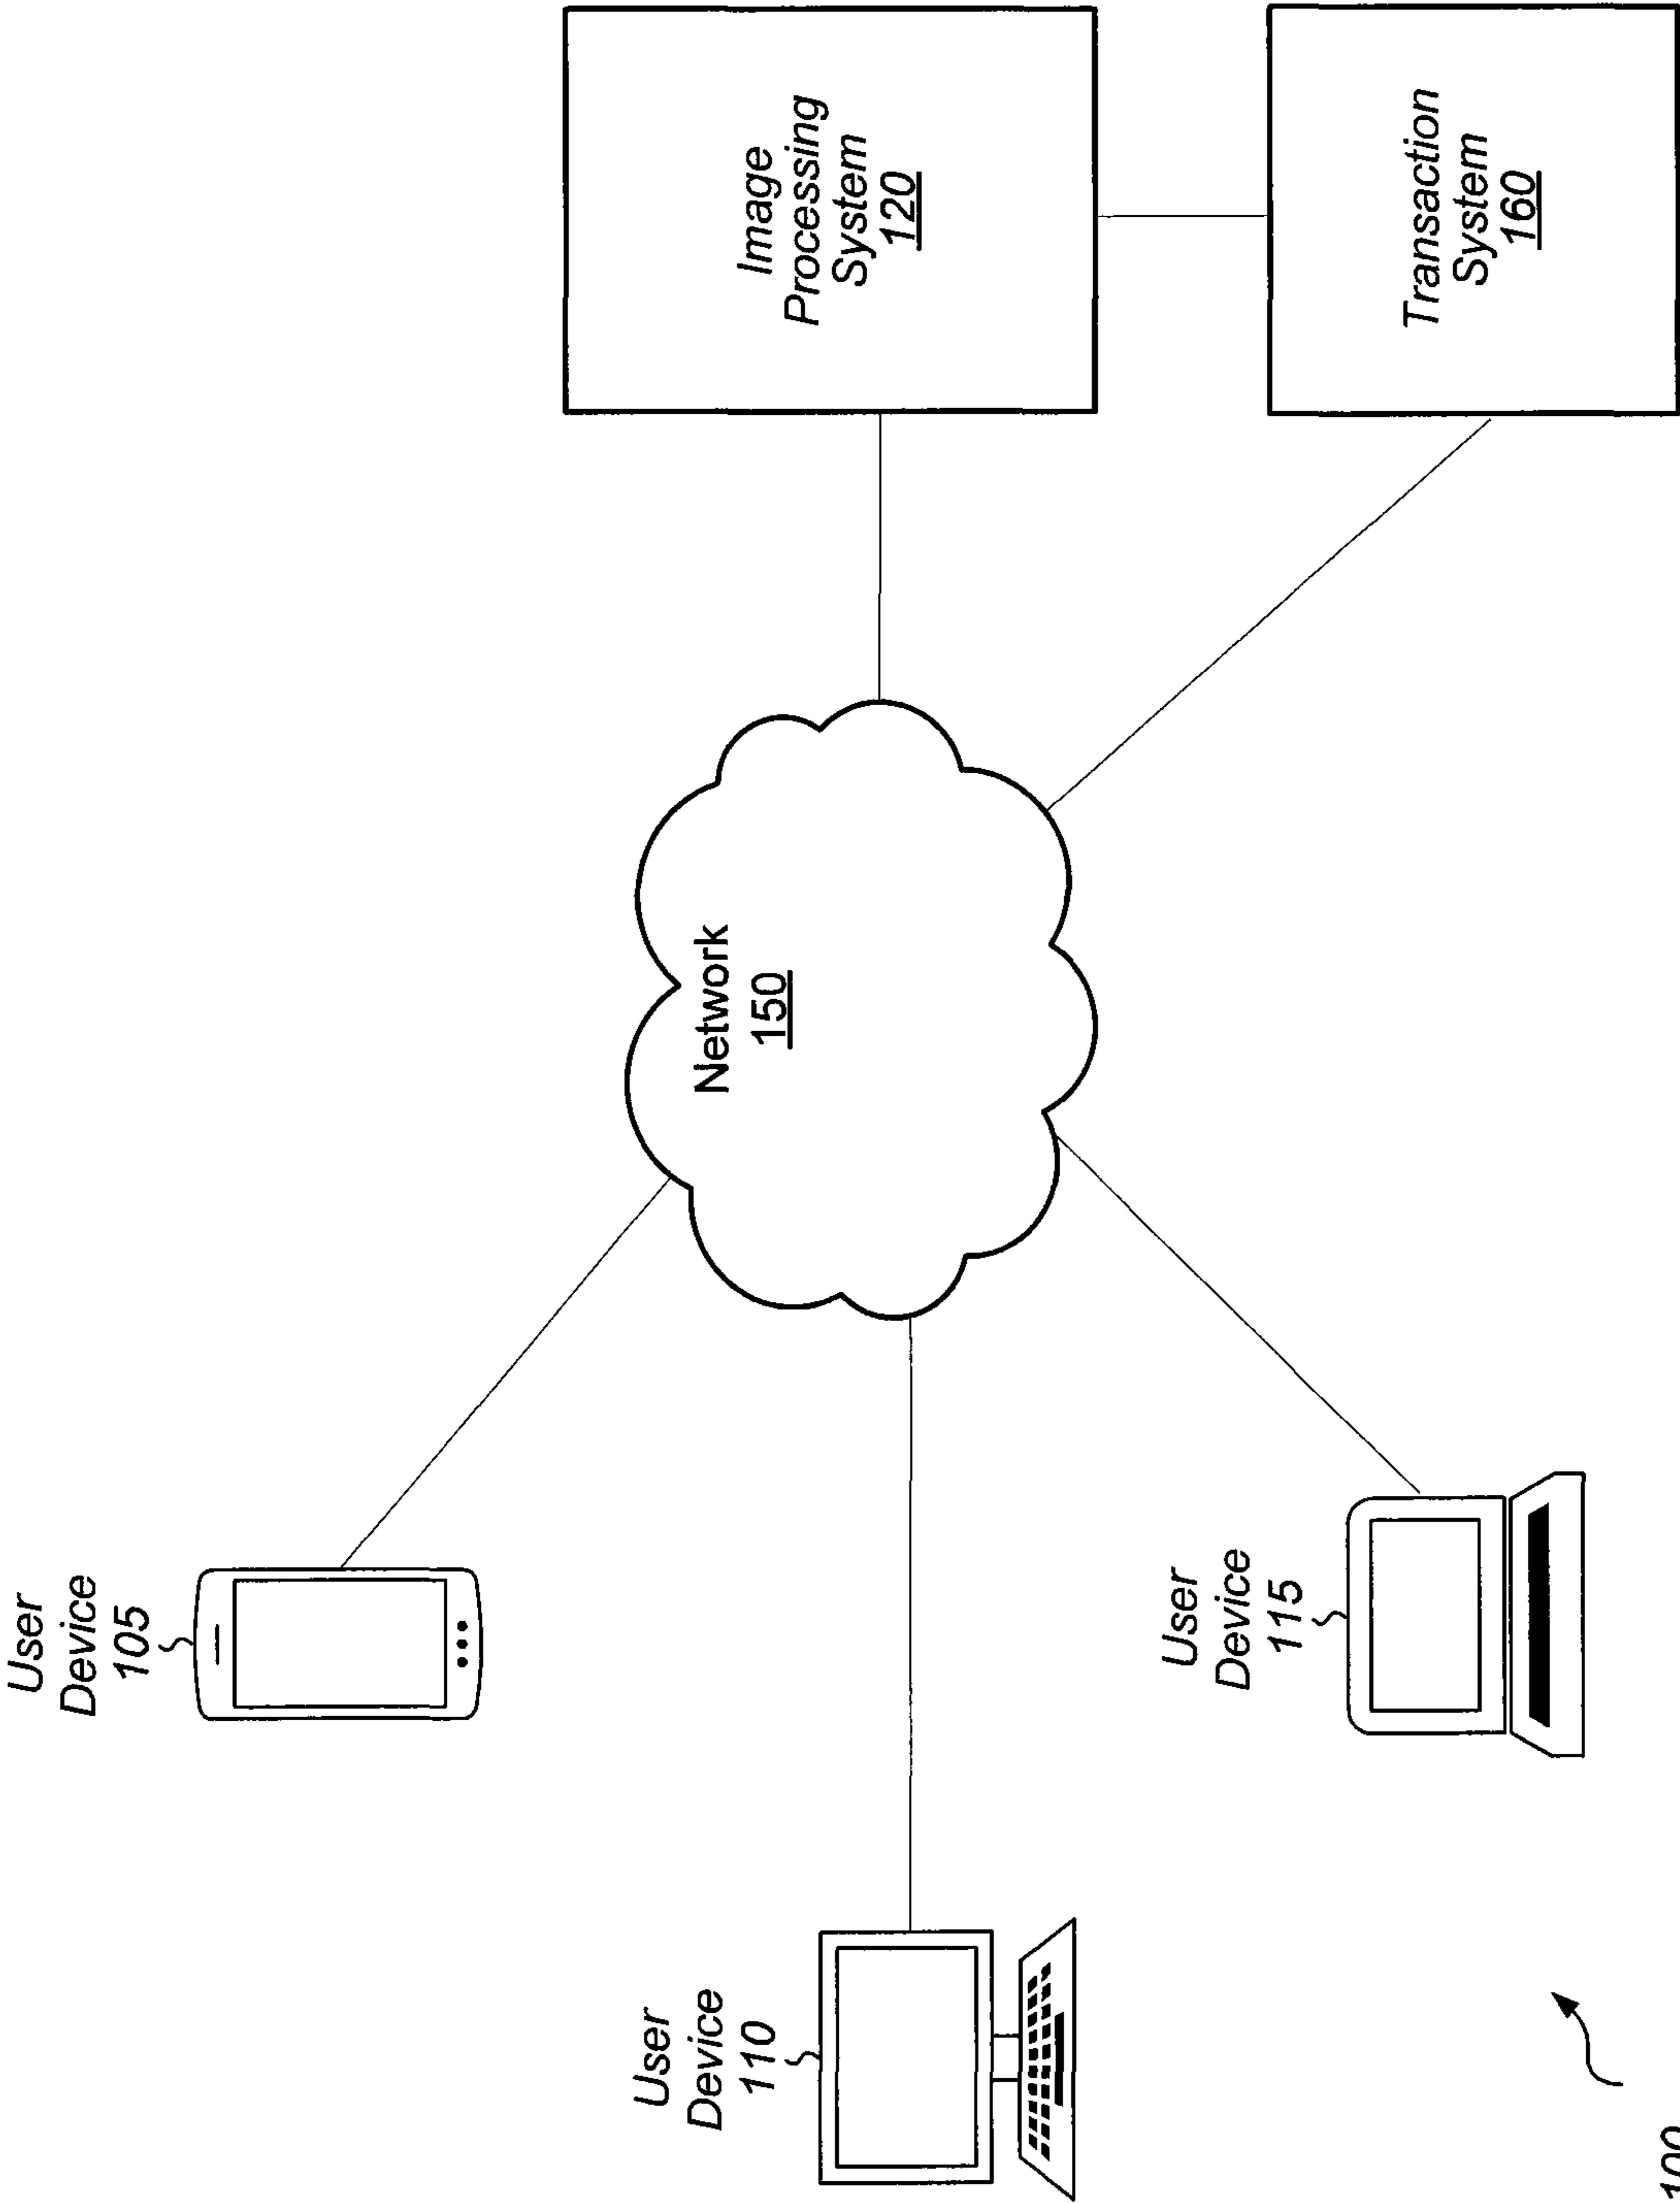 User
Device
105
User
Device
110
User
Device
115
Network
150
Image
Processing
System
120
Transaction
System
160
100